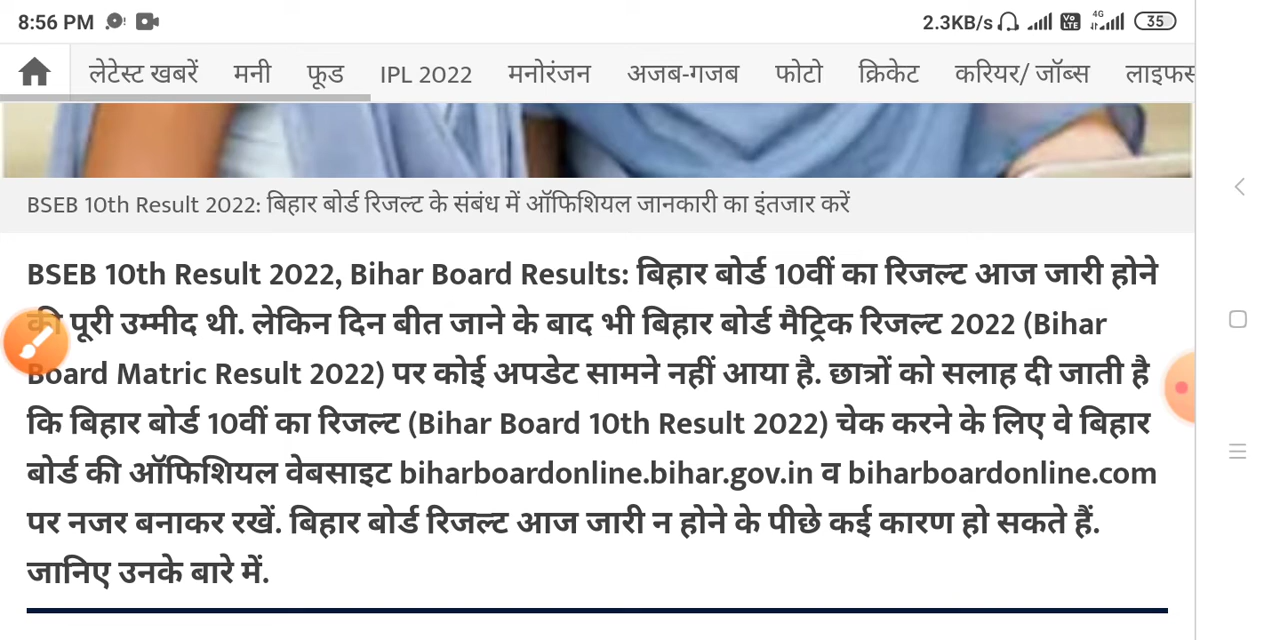 8:56 PM
2.3KB/s Vo LTE 4G 35
लेटेस्ट खबरें मनी फूड IPL 2022 मनोरंजन अजब-गजब फोटो क्रिकेट करियर/ जॉब्स लाइफस
BSEB 10th Result 2022: बिहार बोर्ड रिजल्ट के संबंध में ऑफिशियल जानकारी का इंतजार करें
BSEB 10th Result 2022, Bihar Board Results: बिहार बोर्ड 10वीं का रिजल्ट आज जारी होने
की पूरी उम्मीद थी. लेकिन दिन बीत जाने के बाद भी बिहार बोर्ड मैट्रिक रिजल्ट 2022 (Bihar
Board Matric Result 2022) पर कोई अपडेट सामने नहीं आया है. छात्रों को सलाह दी जाती है
कि बिहार बोर्ड 10वीं का रिजल्ट (Bihar Board 10th Result 2022) चेक करने के लिए वे बिहार
बोर्ड की ऑफिशियल वेबसाइट biharboardonline.bihar.gov.in व biharboardonline.com
पर नजर बनाकर रखें. बिहार बोर्ड रिजल्ट आज जारी न होने के पीछे कई कारण हो सकते हैं.
जानिए उनके बारे में.